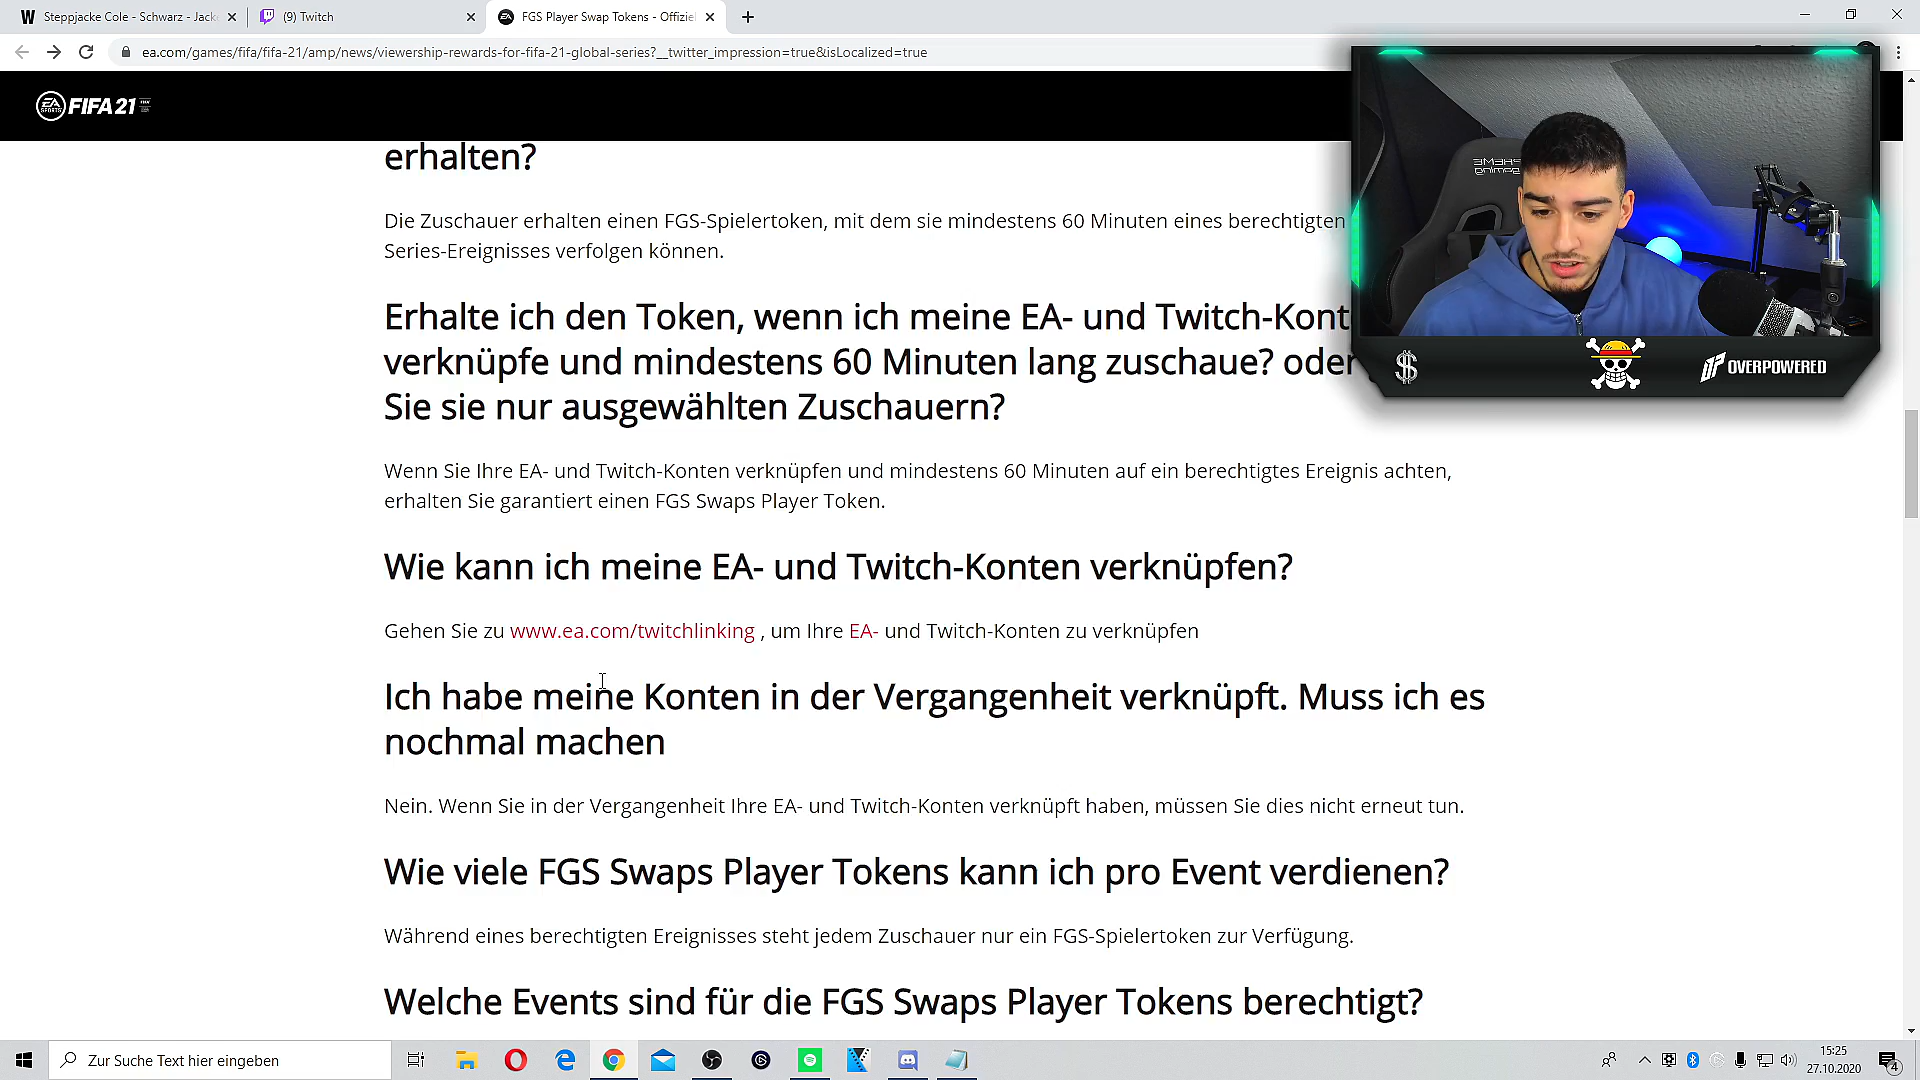 Steppjacke Cole - Schwarz - Jack
(9) Twitch
FGS Player Swap Tokens - Offiziel
ea.com/games/fifa/fifa-21/amp/news/viewership-rewards-for-fifa-21-global-series?__twitter_impression=true&isLocalized=true
EA SPORTS FIFA 21
erhalten?
Die Zuschauer erhalten einen FGS-Spielertoken, mit dem sie mindestens 60 Minuten eines berechtigten
Series-Ereignisses verfolgen können.
Erhalte ich den Token, wenn ich meine EA- und Twitch-Kont
verknüpfe und mindestens 60 Minuten lang zuschaue? oder
Sie sie nur ausgewählten Zuschauern?
Wenn Sie Ihre EA- und Twitch-Konten verknüpfen und mindestens 60 Minuten auf ein berechtigtes Ereignis achten,
erhalten Sie garantiert einen FGS Swaps Player Token.
Wie kann ich meine EA- und Twitch-Konten verknüpfen?
Gehen Sie zu www.ea.com/twitchlinking , um Ihre EA- und Twitch-Konten zu verknüpfen
Ich habe meine Konten in der Vergangenheit verknüpft. Muss ich es
nochmal machen
Nein. Wenn Sie in der Vergangenheit Ihre EA- und Twitch-Konten verknüpft haben, müssen Sie dies nicht erneut tun.
Wie viele FGS Swaps Player Tokens kann ich pro Event verdienen?
Während eines berechtigten Ereignisses steht jedem Zuschauer nur ein FGS-Spielertoken zur Verfügung.
Welche Events sind für die FGS Swaps Player Tokens berechtigt?
$
OVERPOWERED
Zur Suche Text hier eingeben
15:25
27.10.2020
4